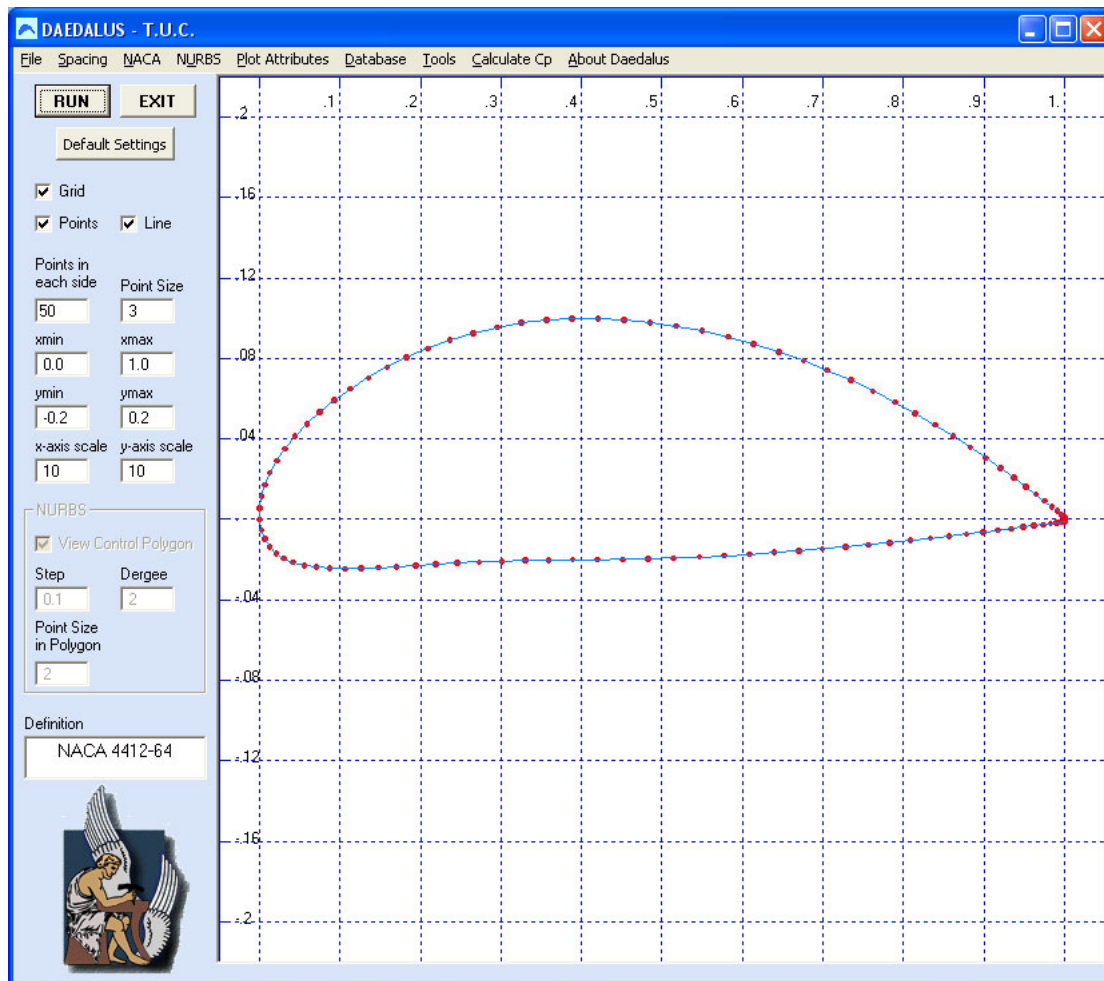 DAEDALUS - T.U.C.
File Spacing NACA NURBS Plot Attributes Database Tools Calculate Cp About Daedalus
RUN EXIT
Default Settings
Grid
Points Line
Points in
each side Point Size
50 3
xmin xmax
0.0 1.0
ymin ymax
-0.2 0.2
x-axis scale y-axis scale
10 10
NURBS
View Control Polygon
Step Dergee
0.1 2
Point Size
in Polygon
2
Definition
NACA 4412-64
.1 .2 .3 .4 .5 .6 .7 .8 .9 1.
.2
.16
.12
.08
.04
.
-.04
-.08
-.12
-.16
-.2